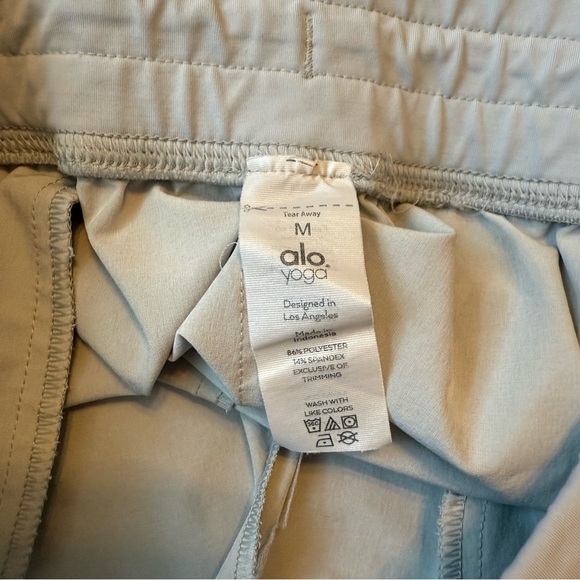 Tear Away
M
alo
yoga®
Designed in
Los Angeles
Made in
Indonesia
86% POLYESTER
14% SPANDEX
EXCLUSIVE OF
TRIMMING
WASH WITH
LIKE COLORS